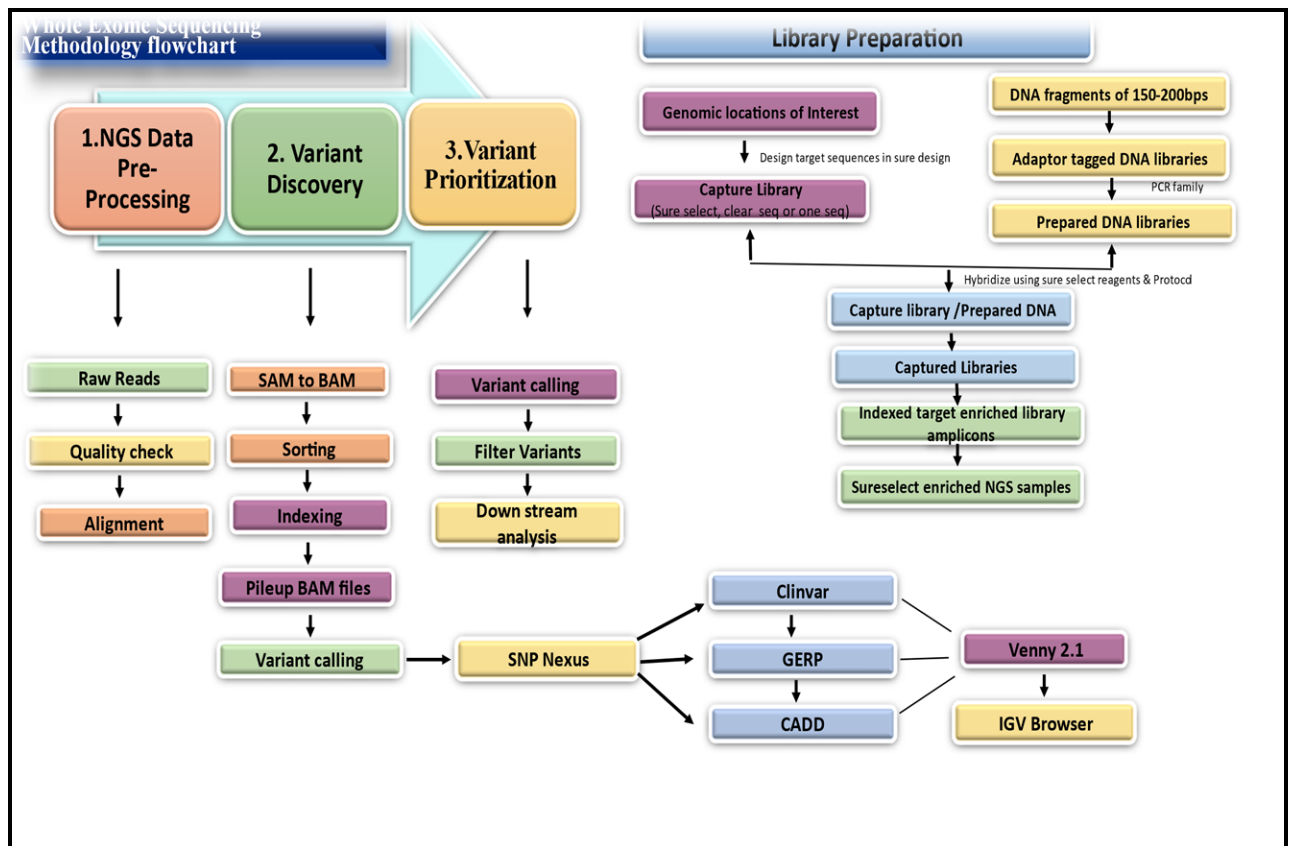 Whole Exome Sequencing
Methodology flowchart
1.NGS Data
Pre-
Processing
2. Variant
Discovery
3.Variant
Prioritization
Raw Reads
Quality check
Alignment
SAM to BAM
Sorting
Indexing
Pileup BAM files
Variant calling
Variant calling
Filter Variants
Down stream
analysis
SNP Nexus
Clinvar
GERP
CADD
Venny 2.1
IGV Browser
Library Preparation
Genomic locations of Interest
Design target sequences in sure design
Capture Library
(Sure select, clear seq or one seq)
DNA fragments of 150-200bps
Adaptor tagged DNA libraries
PCR family
Prepared DNA libraries
Hybridize using sure select reagents & Protocd
Capture library /Prepared DNA
Captured Libraries
Indexed target enriched library
amplicons
Sureselect enriched NGS samples